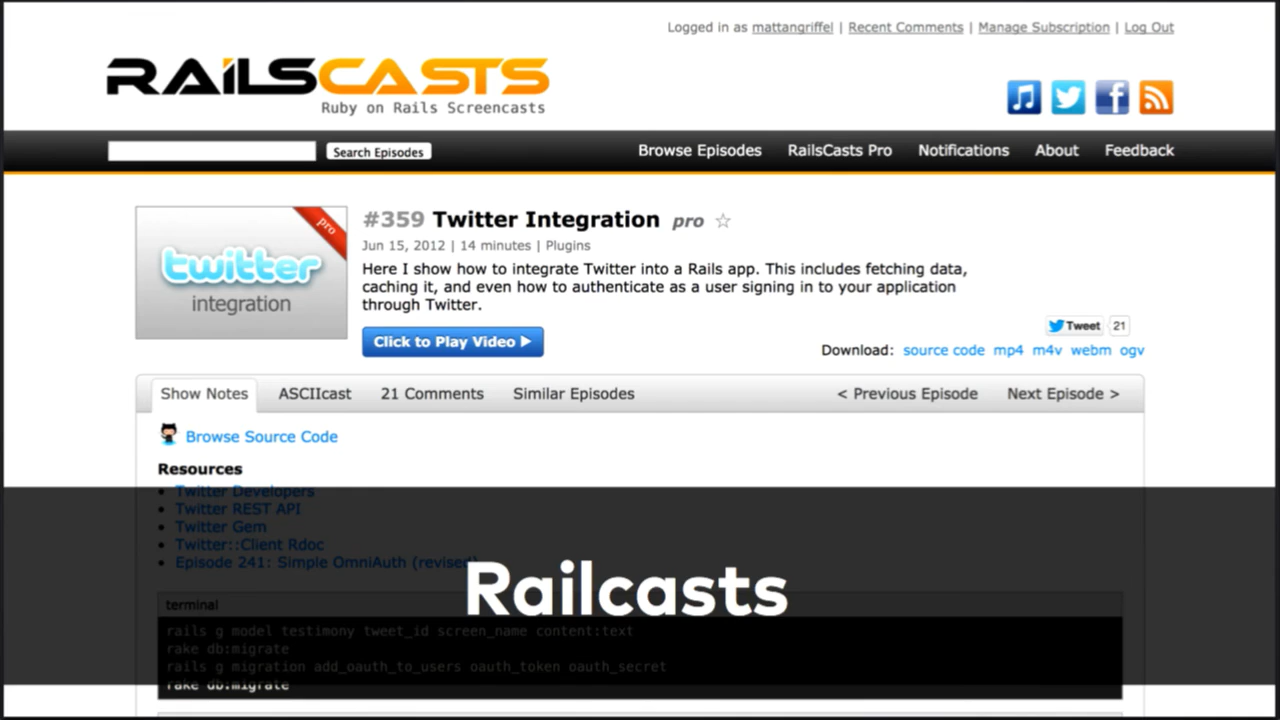 Logged in as mattangriffel | Recent Comments | Manage Subscription | Log Out
RAILSCASTS
Ruby on Rails Screencasts
Search Episodes
Browse Episodes RailsCasts Pro Notifications About Feedback
pro
twitter
integration
#359 Twitter Integration pro
Jun 15, 2012 | 14 minutes | Plugins
Here I show how to integrate Twitter into a Rails app. This includes fetching data,
caching it, and even how to authenticate as a user signing in to your application
through Twitter.
Click to Play Video
Tweet 21
Download: source code mp4 m4v webm ogv
Show Notes ASCIIcast 21 Comments Similar Episodes < Previous Episode Next Episode >
Browse Source Code
Resources
Twitter Developers
Twitter REST API
Twitter Gem
Twitter::Client Rdoc
Episode 241: Simple OmniAuth (revised)
Railcasts
terminal
rails g model testimony tweet_id screen_name content:text
rake db:migrate
rails g migration add_oauth_to_users oauth_token oauth_secret
rake db:migrate